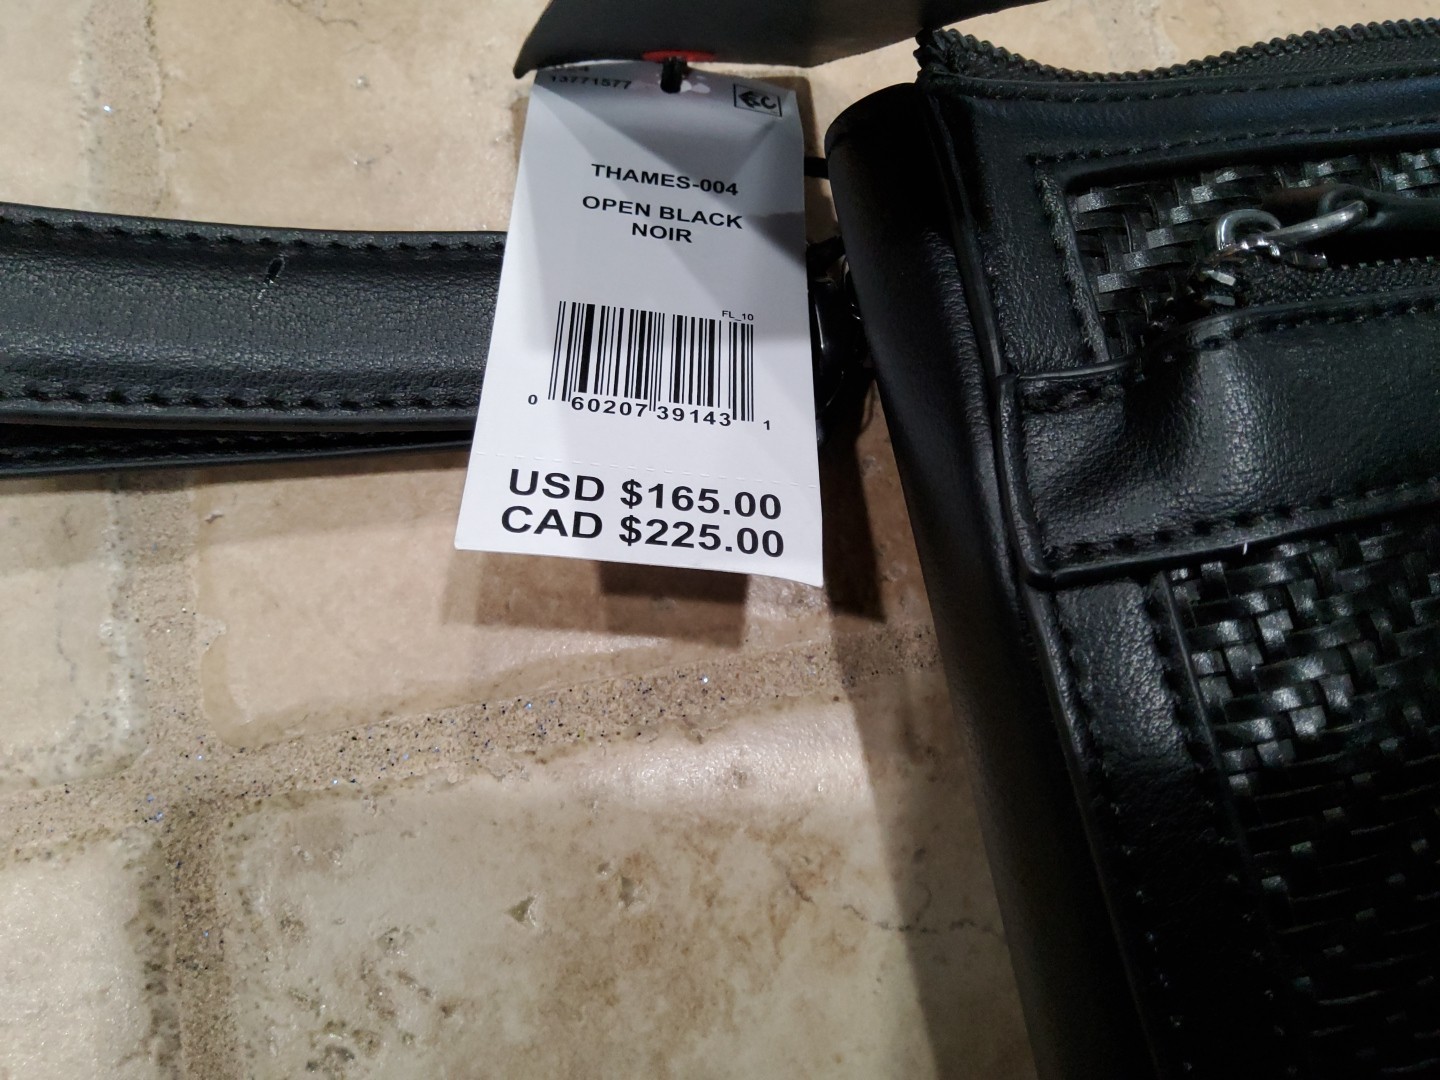 13771577
THAMES-004
OPEN BLACK
NOIR
FL_10
0 60207 39143 1
USD $165.00
CAD $225.00